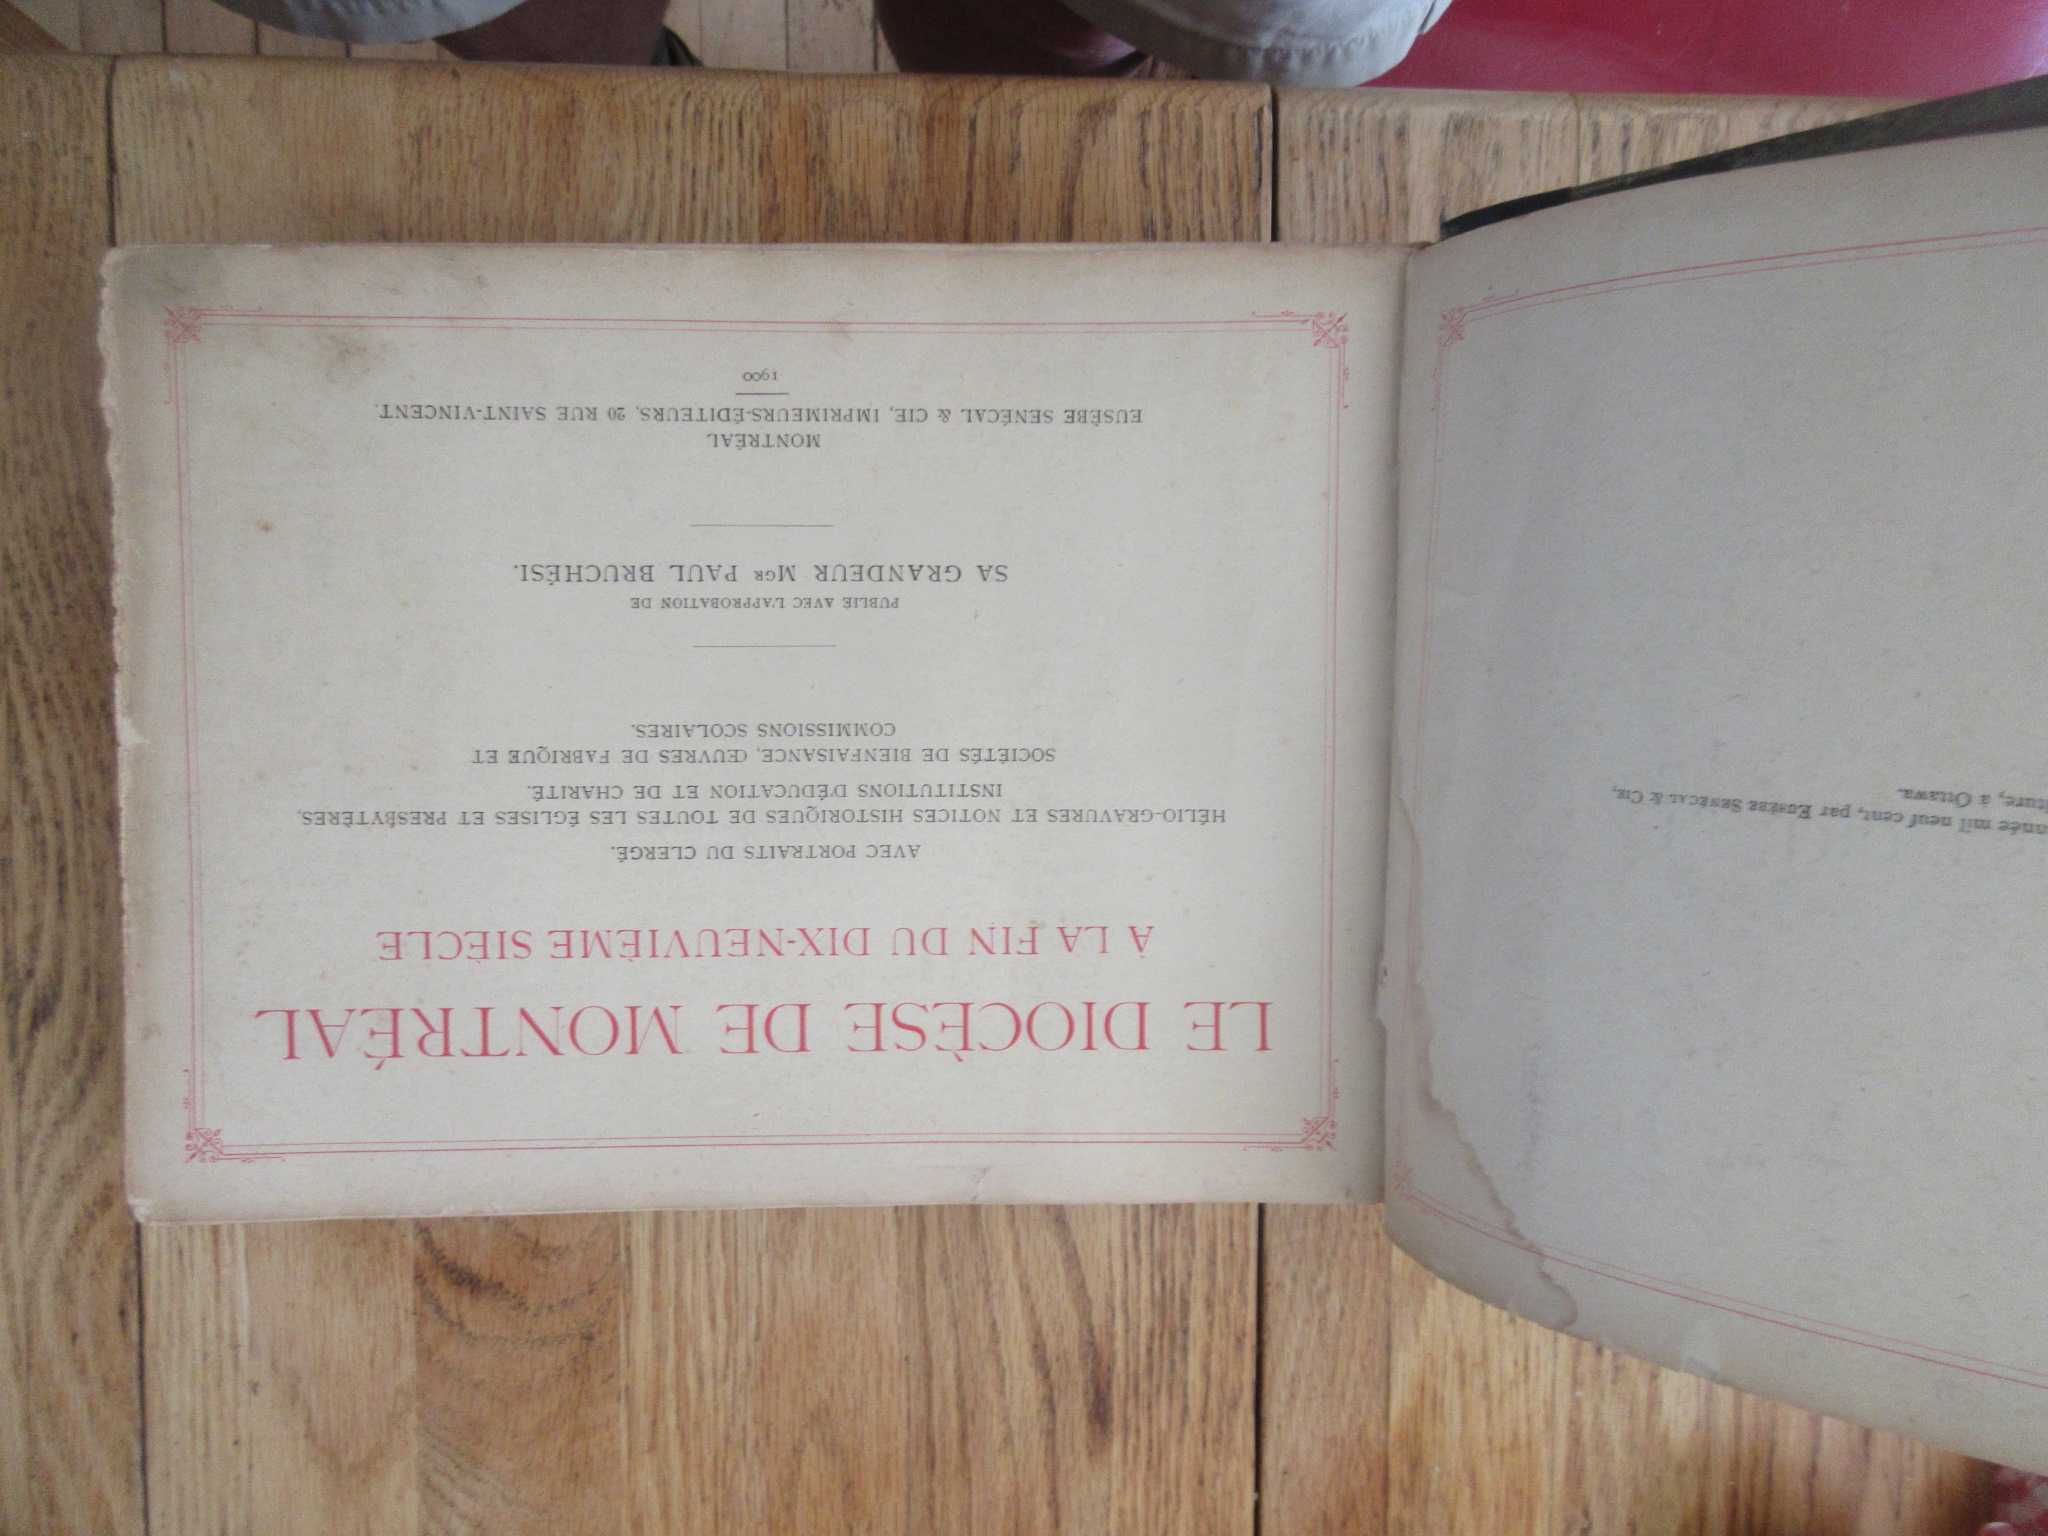 LE DIOCÈSE DE MONTRÉAL
À LA FIN DU DIX-NEUVIÈME SIÈCLE
AVEC PORTRAITS DU CLERGÉ.
HÉLIO-GRAVURES ET NOTICES HISTORIQUES DE TOUTES LES ÉGLISES ET PRESBYTÈRES,
INSTITUTIONS D'ÉDUCATION ET DE CHARITÉ.
SOCIÉTÉS DE BIENFAISANCE, ŒUVRES DE FABRIQUE ET
COMMISSIONS SCOLAIRES.
PUBLIE AVEC L'APPROBATION DE
SA GRANDEUR MGR PAUL BRUCHÉSI.
MONTRÉAL
EUSÈBE SENÉCAL & CIE, IMPRIMEURS-ÉDITEURS, 20 RUE SAINT-VINCENT.
1900
mil neuf cent, par EUSÈBE SENÉCAL & CIE,
à Ottawa.